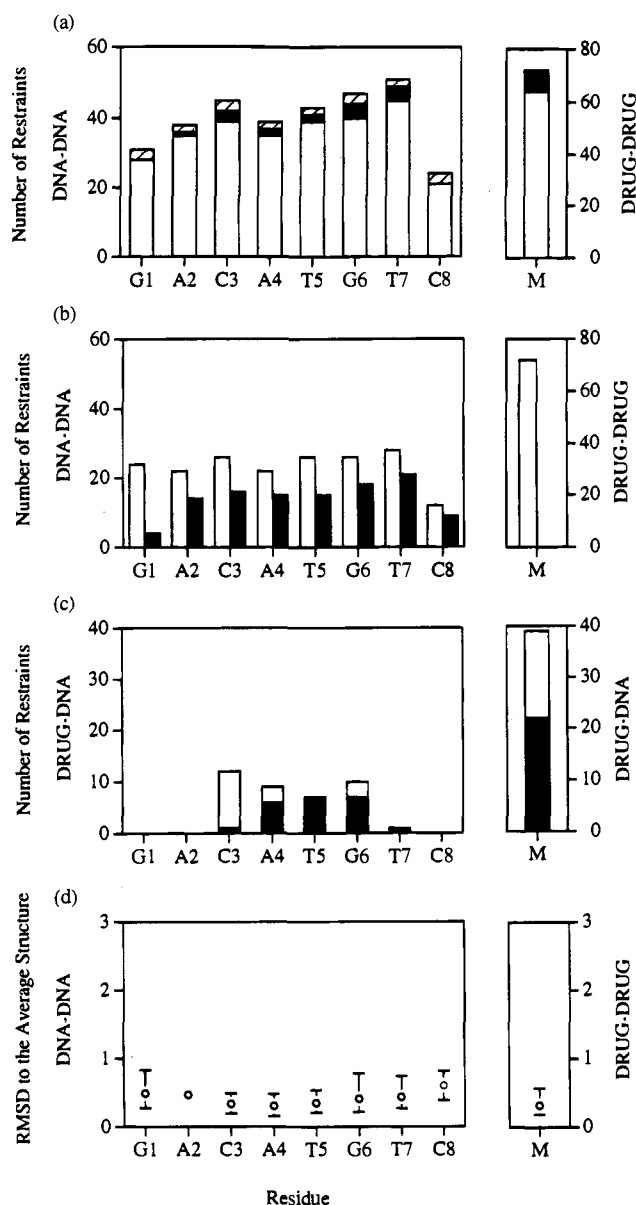 (a)
Number of Restraints
DNA-DNA
60
40
20
0
G1 A2 C3 A4 T5 G6 T7 C8
80
60
40
20
0
M
DRUG-DRUG
(b)
Number of Restraints
DNA-DNA
60
40
20
0
G1 A2 C3 A4 T5 G6 T7 C8
80
60
40
20
0
M
DRUG-DRUG
(c)
Number of Restraints
DRUG-DNA
40
30
20
10
0
G1 A2 C3 A4 T5 G6 T7 C8
40
30
20
10
0
M
DRUG-DNA
(d)
RMSD to the Average Structure
DNA-DNA
3
2
1
0
G1 A2 C3 A4 T5 G6 T7 C8
3
2
1
0
M
DRUG-DRUG
Residue